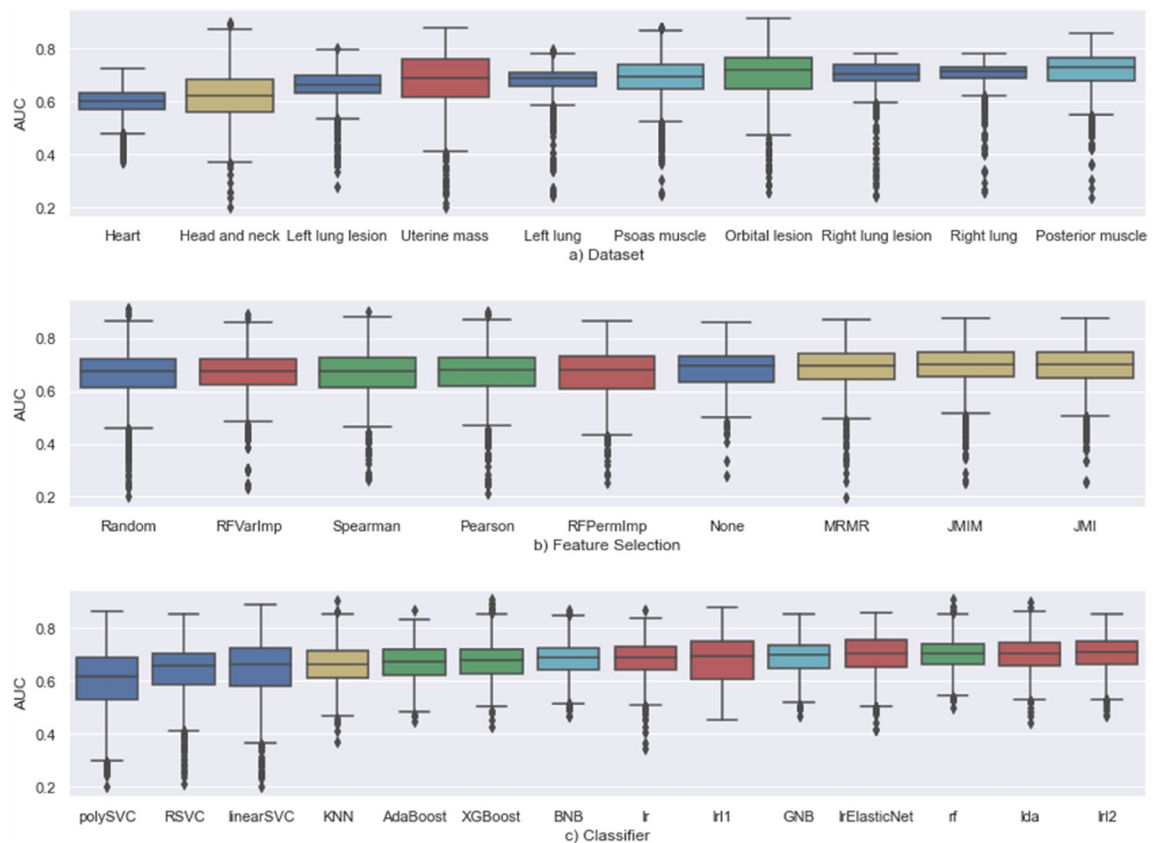 AUC
0.8
0.6
0.4
0.2
Heart Head and neck Left lung lesion Uterine mass Left lung Psoas muscle Orbital lesion Right lung lesion Right lung Posterior muscle
a) Dataset
AUC
0.8
0.6
0.4
0.2
Random RFVarImp Spearman Pearson RFPermImp None MRMR JMIM JMI
b) Feature Selection
AUC
0.8
0.6
0.4
0.2
polySVC RSVC linearSVC KNN AdaBoost XGBoost BNB lr lrl1 GNB lrElasticNet rf lda lrl2
c) Classifier